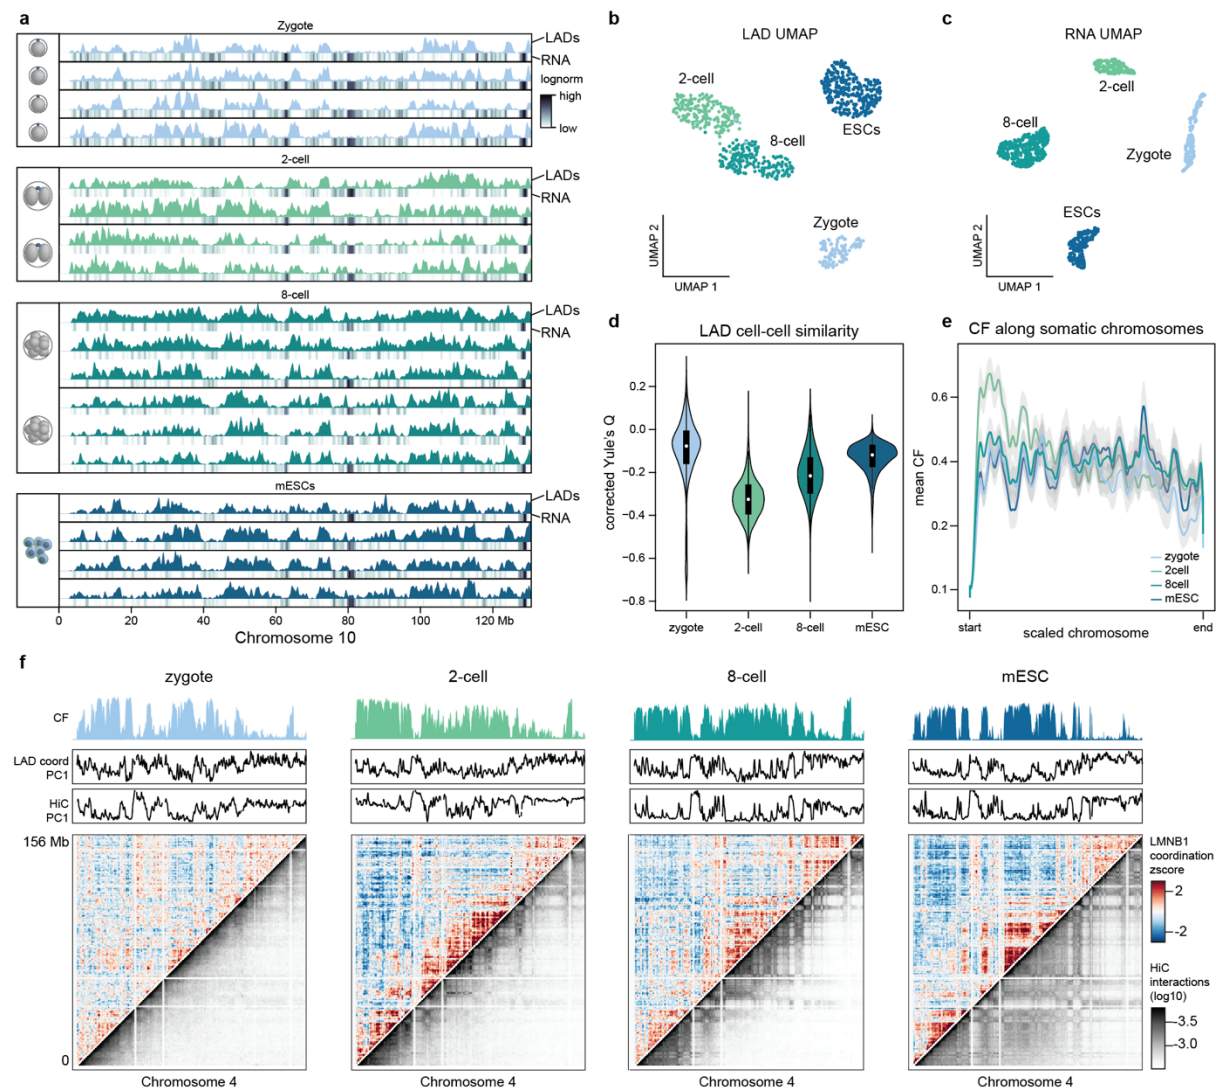 a
Zygote
LADs
RNA
lognorm
high
low
2-cell
LADs
RNA
8-cell
LADs
RNA
mESCs
LADs
RNA
0 20 40 60 80 100 120 Mb
Chromosome 10
b
LAD UMAP
2-cell
ESCs
8-cell
Zygote
UMAP 2
UMAP 1
c
RNA UMAP
2-cell
8-cell
Zygote
ESCs
UMAP 2
UMAP 1
d
LAD cell-cell similarity
corrected Yule's Q
0.2
0.0
−0.2
−0.4
−0.6
−0.8
zygote 2-cell 8-cell mESC
e
CF along somatic chromosomes
mean CF
0.6
0.4
0.2
0.1
zygote
2cell
8cell
mESC
start end
scaled chromosome
f
zygote 2-cell 8-cell mESC
CF
LAD coord
PC1
HiC
PC1
156 Mb
0
LMNB1
coordination
zscore
2
-2
HiC
interactions
(log10)
-3.5
-3.0
Chromosome 4 Chromosome 4 Chromosome 4 Chromosome 4